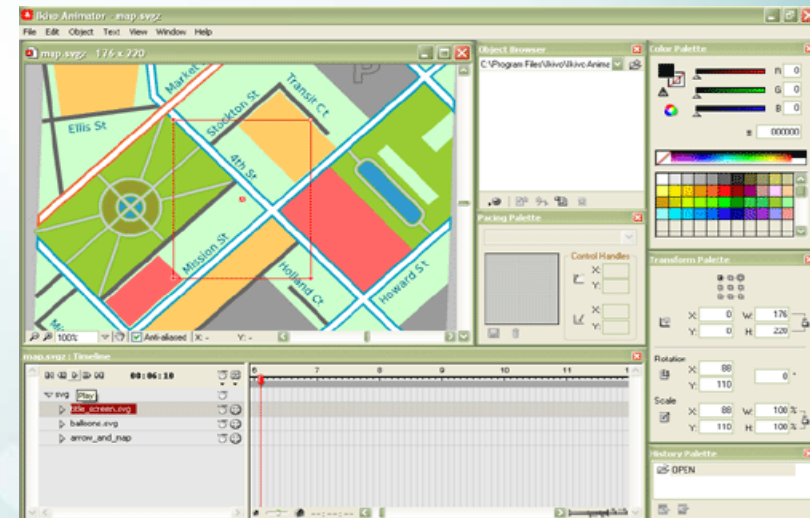 Ikivo Animator - map.svgz
File Edit Object Text View Window Help
map.svgz 176 x 220
Market
Ellis St
Stockton St
Transit Ct
P
4th St
Mission St
Holland Ct
Howard St
Mi
100%
Anti-aliased X: - Y: -
Object Browser
C:\Program Files\Ikivo\Ikivo Anima
Pacing Palette
Control Handles
X:
Y:
X:
Y:
Color Palette
R 0
G 0
B 0
# 000000
Transform Palette
X: 0 W: 176
Y: 0 H: 220
Rotation
X: 88 0 °
Y: 110
Scale
X: 88 W: 100 %
Y: 110 H: 100 %
History Palette
OPEN
map.svgz : Timeline
00:06:10
6 7 8 9 10 11 1
svg Play
title_screen.svg
balloons.svg
arrow_and_map